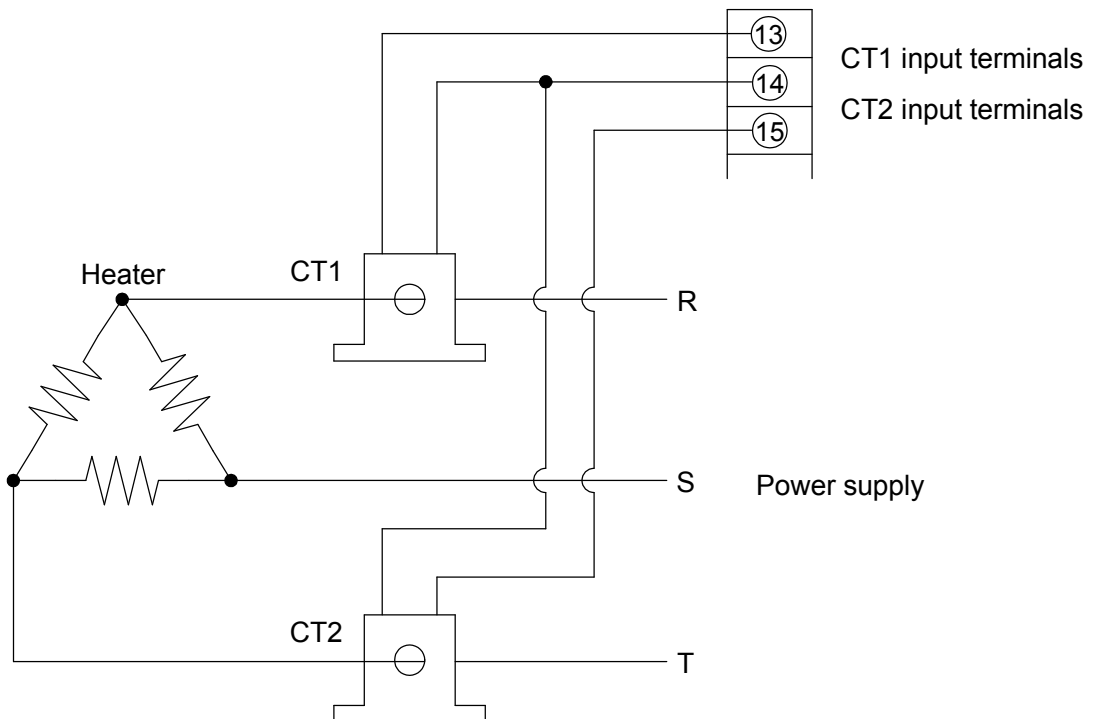 13
CT1 input terminals
14
CT2 input terminals
15
CT1
Heater
R
S
Power supply
CT2
T